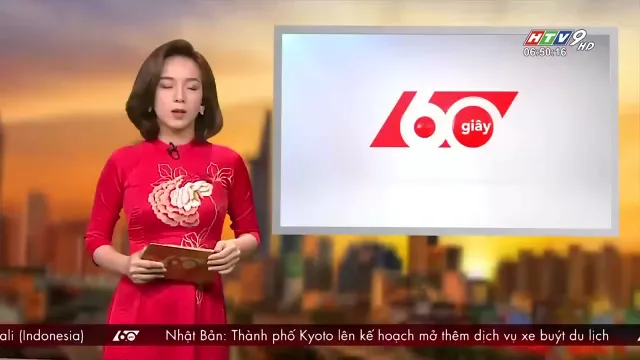 HTV9 HD
06:50:16
60 giây
ali (Indonesia) 60 Nhật Bản: Thành phố Kyoto lên kế hoạch mở thêm dịch vụ xe buýt du lịch